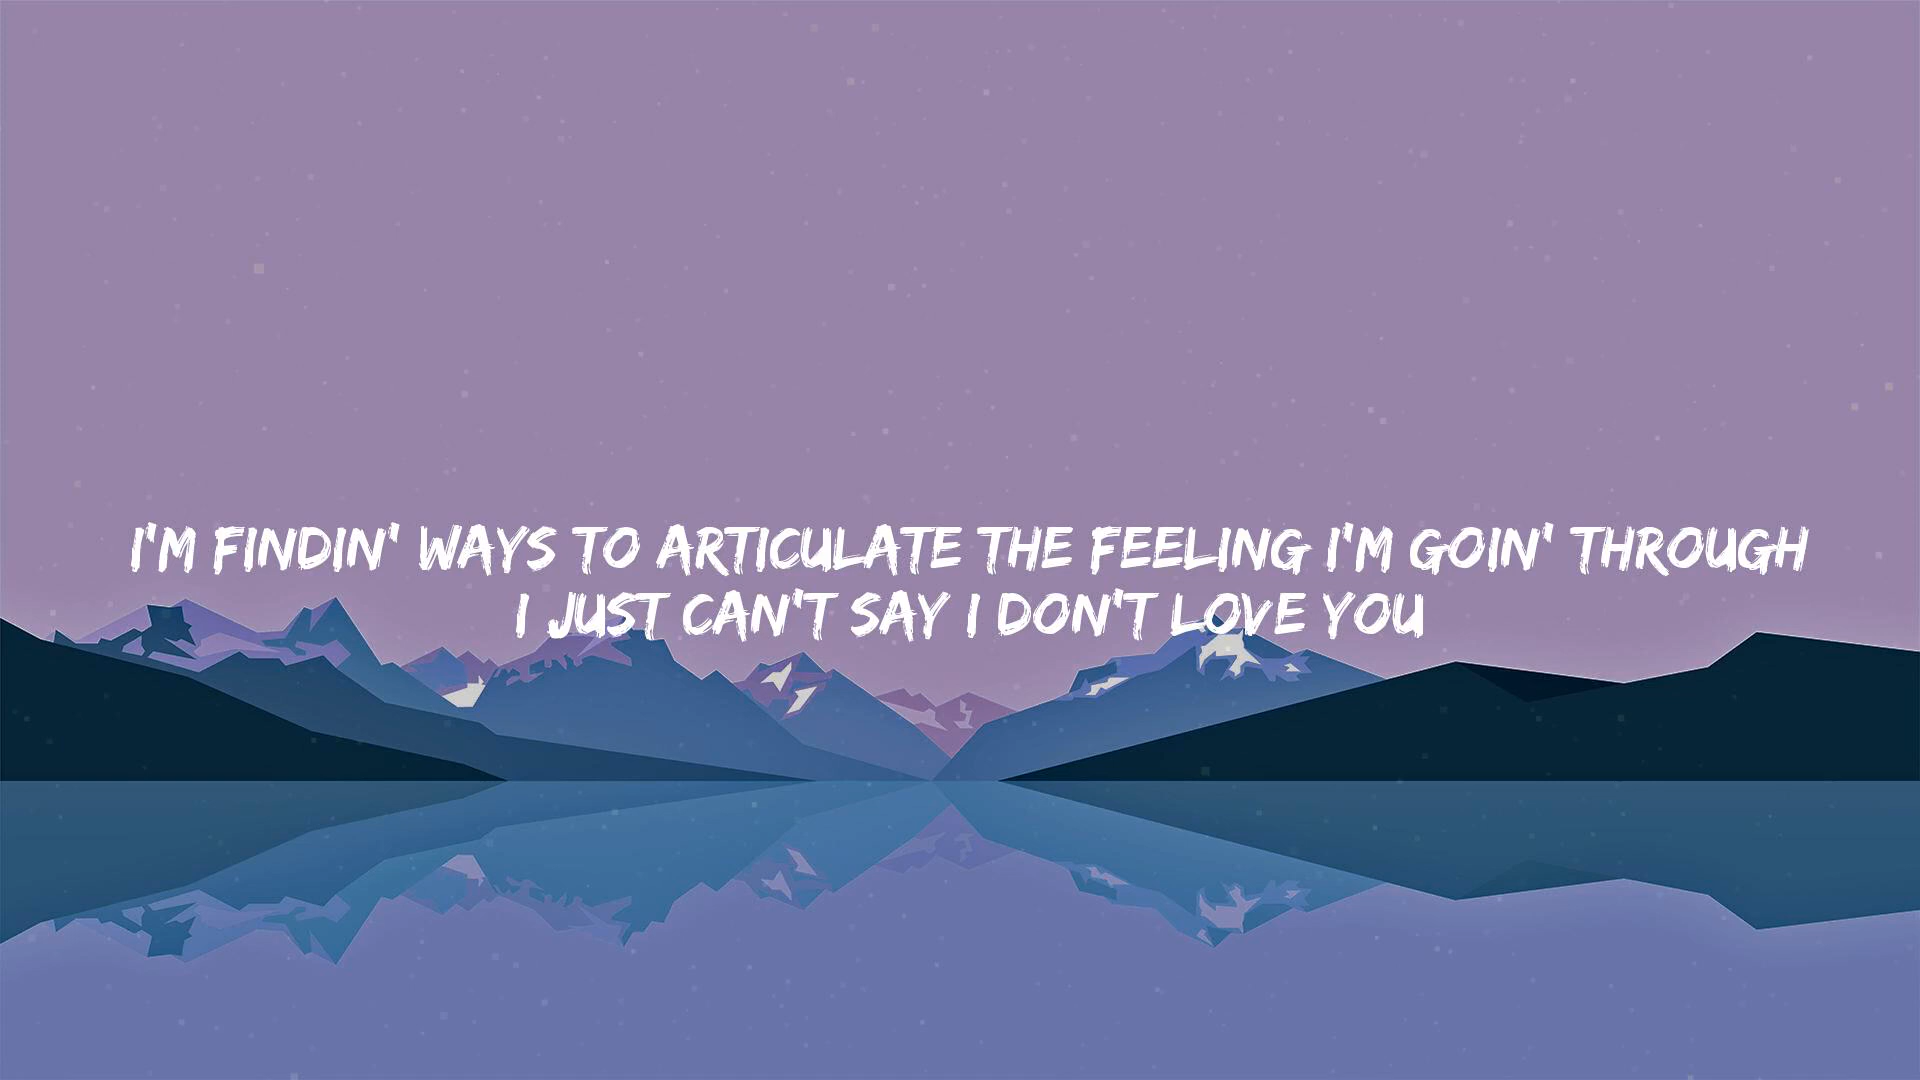 I'M FINDIN' WAYS TO ARTICULATE THE FEELING I'M GOIN' THROUGH
I JUST CAN'T SAY I DON'T LOVE YOU